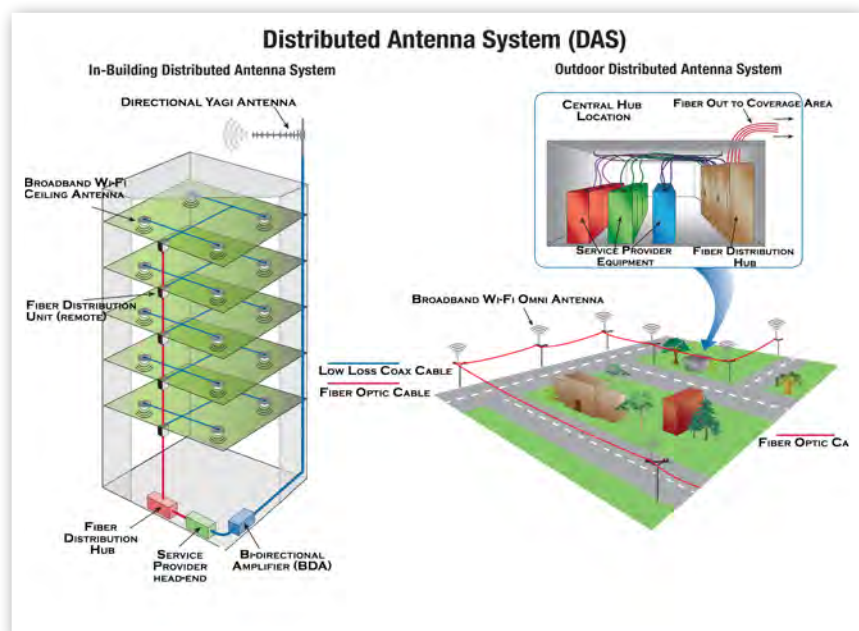 Distributed Antenna System (DAS)
In-Building Distributed Antenna System
DIRECTIONAL YAGI ANTENNA
BROADBAND WI-FI
CEILING ANTENNA
FIBER DISTRIBUTION
UNIT (REMOTE)
LOW LOSS COAX CABLE
FIBER OPTIC CABLE
FIBER
DISTRIBUTION
HUB
SERVICE
PROVIDER
HEAD-END
BI-DIRECTIONAL
AMPLIFIER (BDA)
Outdoor Distributed Antenna System
CENTRAL HUB
LOCATION
FIBER OUT TO COVERAGE AREA
SERVICE PROVIDER
EQUIPMENT
FIBER DISTRIBUTION
HUB
BROADBAND WI-FI OMNI ANTENNA
FIBER OPTIC CA